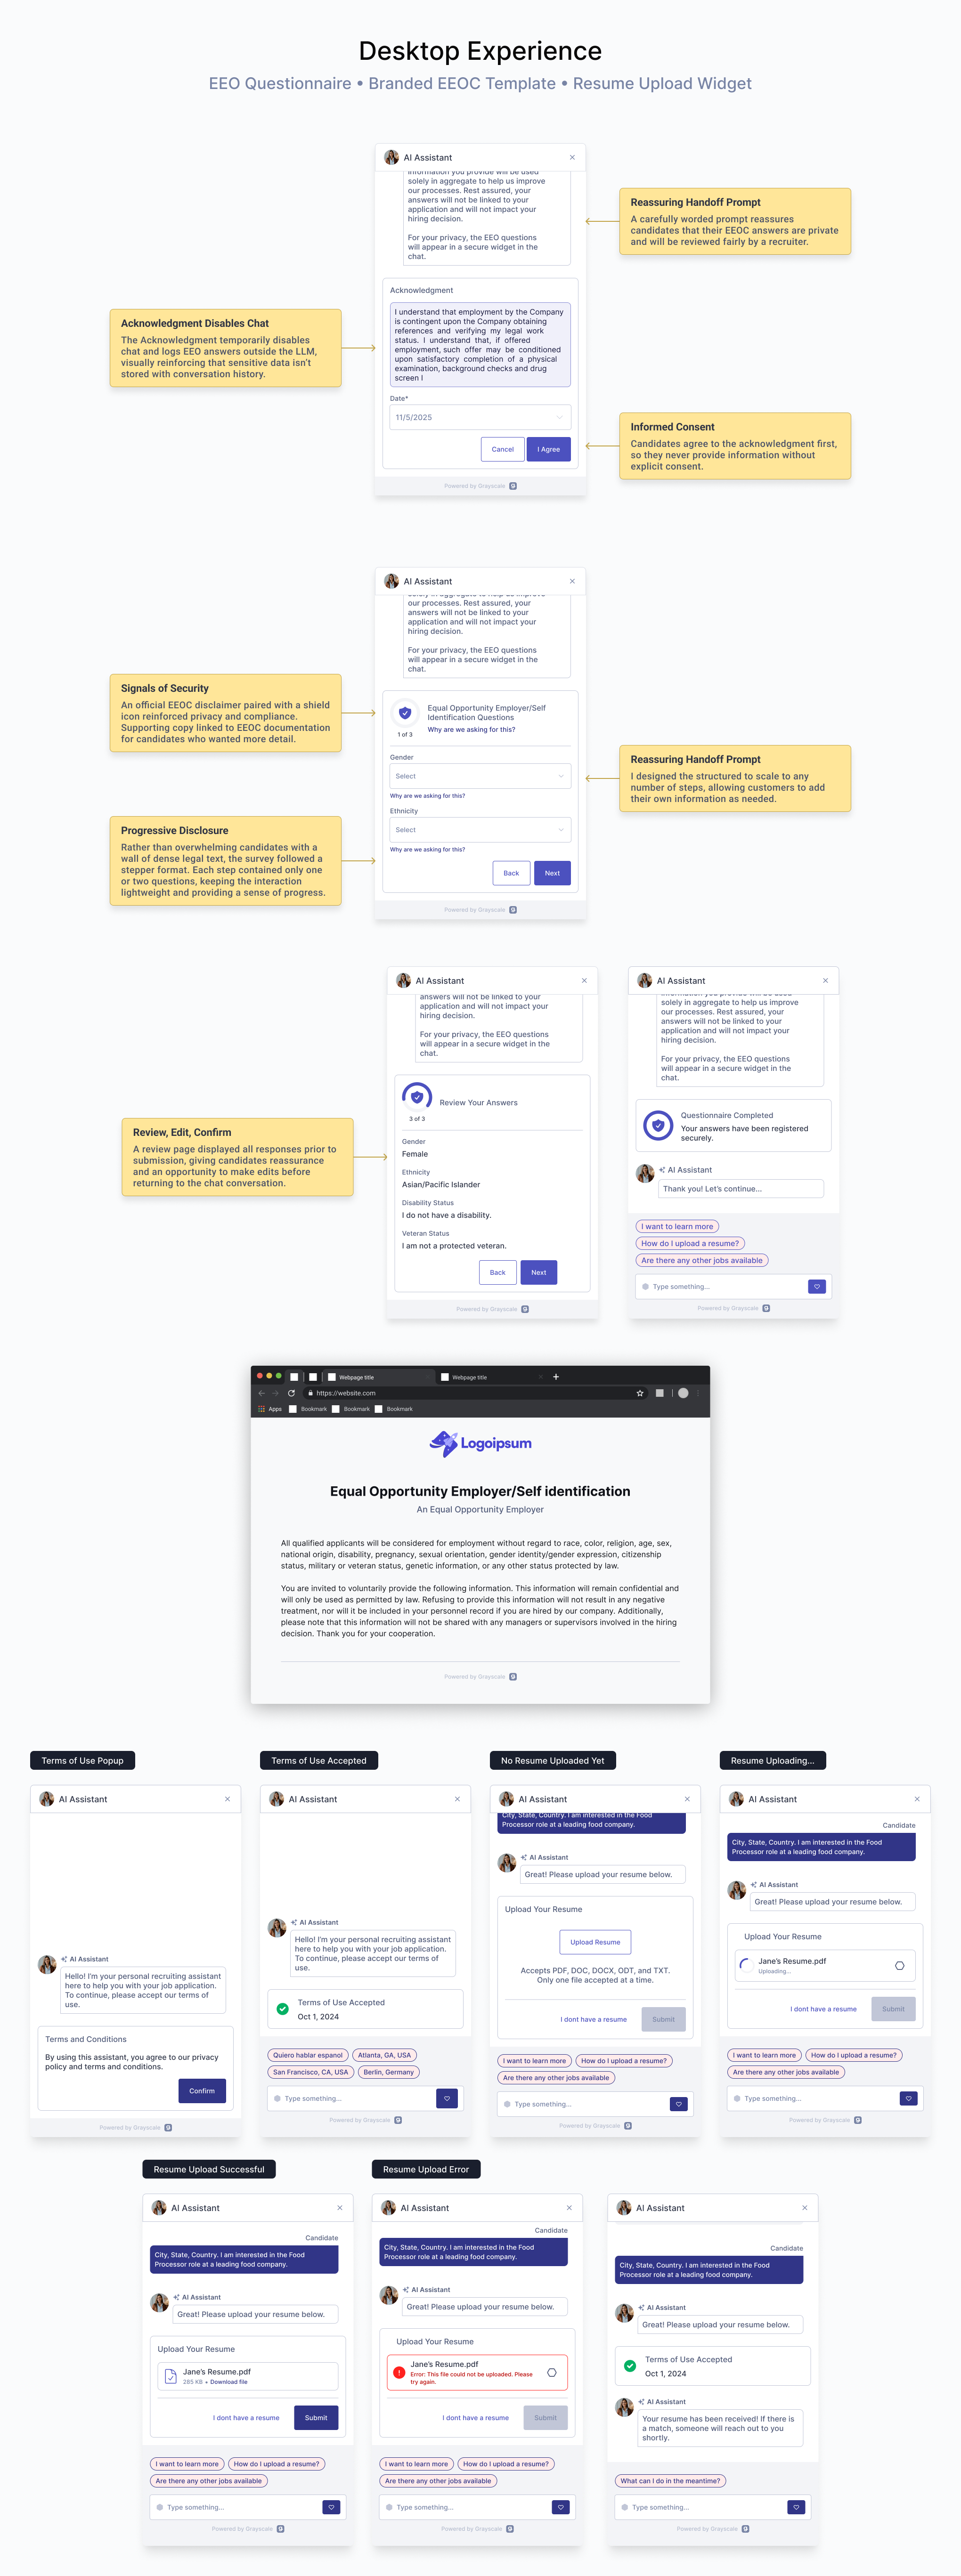 Desktop Experience
EEO Questionnaire • Branded EEOC Template • Resume Upload Widget
AI Assistant
information you provide will be used
solely in aggregate to help us improve
our processes. Rest assured, your
answers will not be linked to your
application and will not impact your
hiring decision.
For your privacy, the EEO questions
will appear in a secure widget in the
chat.
Reassuring Handoff Prompt
A carefully worded prompt reassures
candidates that their EEOC answers are private
and will be reviewed fairly by a recruiter.
Acknowledgment
I understand that employment by the Company
is contingent upon the Company obtaining
references and verifying my legal work
status. I understand that, if offered
employment, such offer may be conditioned
upon satisfactory completion of a physical
examination, background checks and drug
screen I
Acknowledgment Disables Chat
The Acknowledgment temporarily disables
chat and logs EEO answers outside the LLM,
visually reinforcing that sensitive data isn't
stored with conversation history.
Date*
11/5/2025
Cancel
I Agree
Informed Consent
Candidates agree to the acknowledgment first,
so they never provide information without
explicit consent.
Powered by Grayscale
AI Assistant
solely in aggregate to help us improve
our processes. Rest assured, your
answers will not be linked to your
application and will not impact your
hiring decision.
For your privacy, the EEO questions
will appear in a secure widget in the
chat.
Signals of Security
An official EEOC disclaimer paired with a shield
icon reinforced privacy and compliance.
Supporting copy linked to EEOC documentation
for candidates who wanted more detail.
1 of 3
Equal Opportunity Employer/Self
Identification Questions
Why are we asking for this?
Gender
Select
Why are we asking for this?
Ethnicity
Select
Why are we asking for this?
Back
Next
Reassuring Handoff Prompt
I designed the structured to scale to any
number of steps, allowing customers to add
their own information as needed.
Progressive Disclosure
Rather than overwhelming candidates with a
wall of dense legal text, the survey followed a
stepper format. Each step contained only one
or two questions, keeping the interaction
lightweight and providing a sense of progress.
Powered by Grayscale
AI Assistant
answers will not be linked to your
application and will not impact your
hiring decision.
For your privacy, the EEO questions
will appear in a secure widget in the
chat.
3 of 3
Review Your Answers
Gender
Female
Ethnicity
Asian/Pacific Islander
Disability Status
I do not have a disability.
Veteran Status
I am not a protected veteran.
Back
Next
Powered by Grayscale
Review, Edit, Confirm
A review page displayed all responses prior to
submission, giving candidates reassurance
and an opportunity to make edits before
returning to the chat conversation.
AI Assistant
information you provide will be used
solely in aggregate to help us improve
our processes. Rest assured, your
answers will not be linked to your
application and will not impact your
hiring decision.
For your privacy, the EEO questions
will appear in a secure widget in the
chat.
Questionnaire Completed
Your answers have been registered
securely.
AI Assistant
Thank you! Let's continue...
I want to learn more
How do I upload a resume?
Are there any other jobs available
Type something...
Powered by Grayscale
Webpage title
Webpage title
https://website.com
Apps
Bookmark
Bookmark
Bookmark
Logoipsum
Equal Opportunity Employer/Self identification
An Equal Opportunity Employer
All qualified applicants will be considered for employment without regard to race, color, religion, age, sex,
national origin, disability, pregnancy, sexual orientation, gender identity/gender expression, citizenship
status, military or veteran status, genetic information, or any other status protected by law.
You are invited to voluntarily provide the following information. This information will remain confidential and
will only be used as permitted by law. Refusing to provide this information will not result in any negative
treatment, nor will it be included in your personnel record if you are hired by our company. Additionally,
please note that this information will not be shared with any managers or supervisors involved in the hiring
decision. Thank you for your cooperation.
Powered by Grayscale
Terms of Use Popup
AI Assistant
AI Assistant
Hello! I'm your personal recruiting assistant
here to help you with your job application.
To continue, please accept our terms of
use.
Terms and Conditions
By using this assistant, you agree to our privacy
policy and terms and conditions.
Confirm
Powered by Grayscale
Terms of Use Accepted
AI Assistant
AI Assistant
Hello! I'm your personal recruiting assistant
here to help you with your job application.
To continue, please accept our terms of
use.
Terms of Use Accepted
Oct 1, 2024
Quiero hablar espanol
Atlanta, GA, USA
San Francisco, CA, USA
Berlin, Germany
Type something...
Powered by Grayscale
No Resume Uploaded Yet
AI Assistant
City, State, Country. I am interested in the Food
Processor role at a leading food company.
AI Assistant
Great! Please upload your resume below.
Upload Your Resume
Upload Resume
Accepts PDF, DOC, DOCX, ODT, and TXT.
Only one file accepted at a time.
I dont have a resume
Submit
I want to learn more
How do I upload a resume?
Are there any other jobs available
Type something...
Powered by Grayscale
Resume Uploading...
AI Assistant
Candidate
City, State, Country. I am interested in the Food
Processor role at a leading food company.
AI Assistant
Great! Please upload your resume below.
Upload Your Resume
Jane's Resume.pdf
Uploading...
I dont have a resume
Submit
I want to learn more
How do I upload a resume?
Are there any other jobs available
Type something...
Powered by Grayscale
Resume Upload Successful
AI Assistant
Candidate
City, State, Country. I am interested in the Food
Processor role at a leading food company.
AI Assistant
Great! Please upload your resume below.
Upload Your Resume
Jane's Resume.pdf
285 KB • Download file
I dont have a resume
Submit
I want to learn more
How do I upload a resume?
Are there any other jobs available
Type something...
Powered by Grayscale
Resume Upload Error
AI Assistant
Candidate
City, State, Country. I am interested in the Food
Processor role at a leading food company.
AI Assistant
Great! Please upload your resume below.
Upload Your Resume
Jane's Resume.pdf
Error: This file could not be uploaded. Please
try again.
I dont have a resume
Submit
I want to learn more
How do I upload a resume?
Are there any other jobs available
Type something...
Powered by Grayscale
AI Assistant
Candidate
City, State, Country. I am interested in the Food
Processor role at a leading food company.
AI Assistant
Great! Please upload your resume below.
Terms of Use Accepted
Oct 1, 2024
AI Assistant
Your resume has been received! If there is
a match, someone will reach out to you
shortly.
What can I do in the meantime?
Type something...
Powered by Grayscale